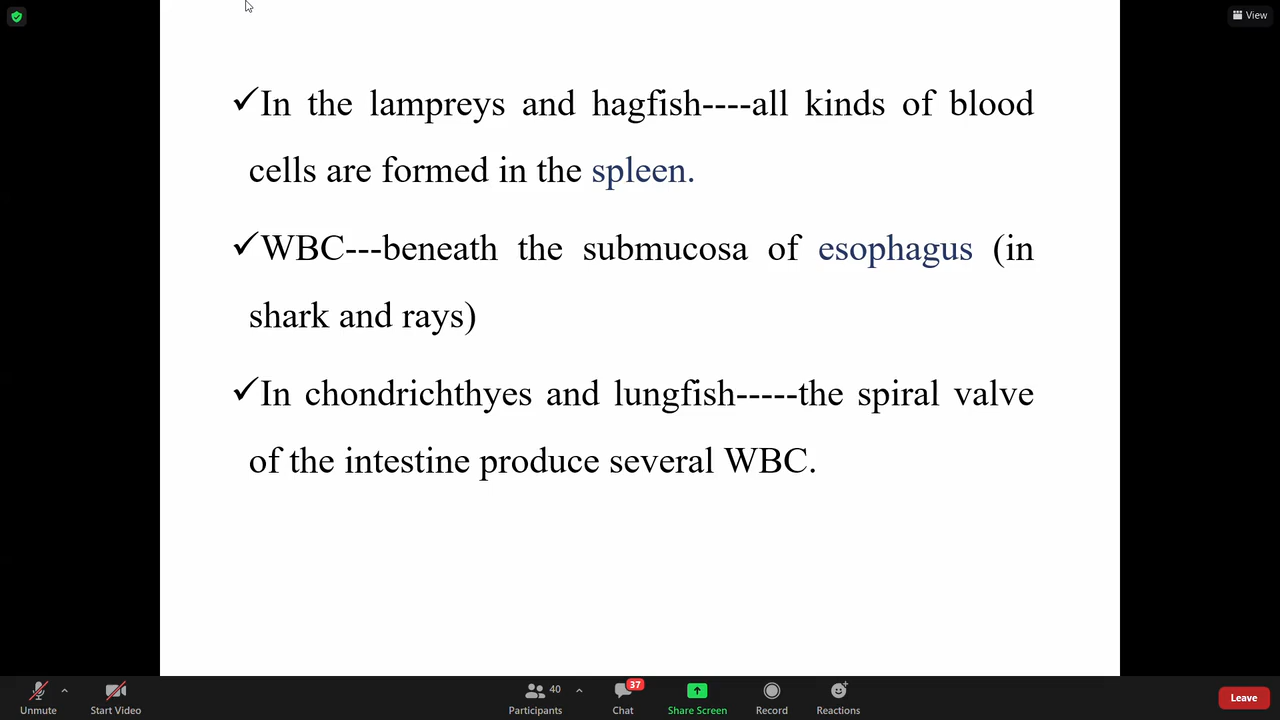 View
✓In the lampreys and hagfish----all kinds of blood
cells are formed in the spleen.
✓WBC---beneath the submucosa of esophagus (in
shark and rays)
✓In chondrichthyes and lungfish-----the spiral valve
of the intestine produce several WBC.
40
37
Unmute Start Video Participants Chat Share Screen Record Reactions Leave